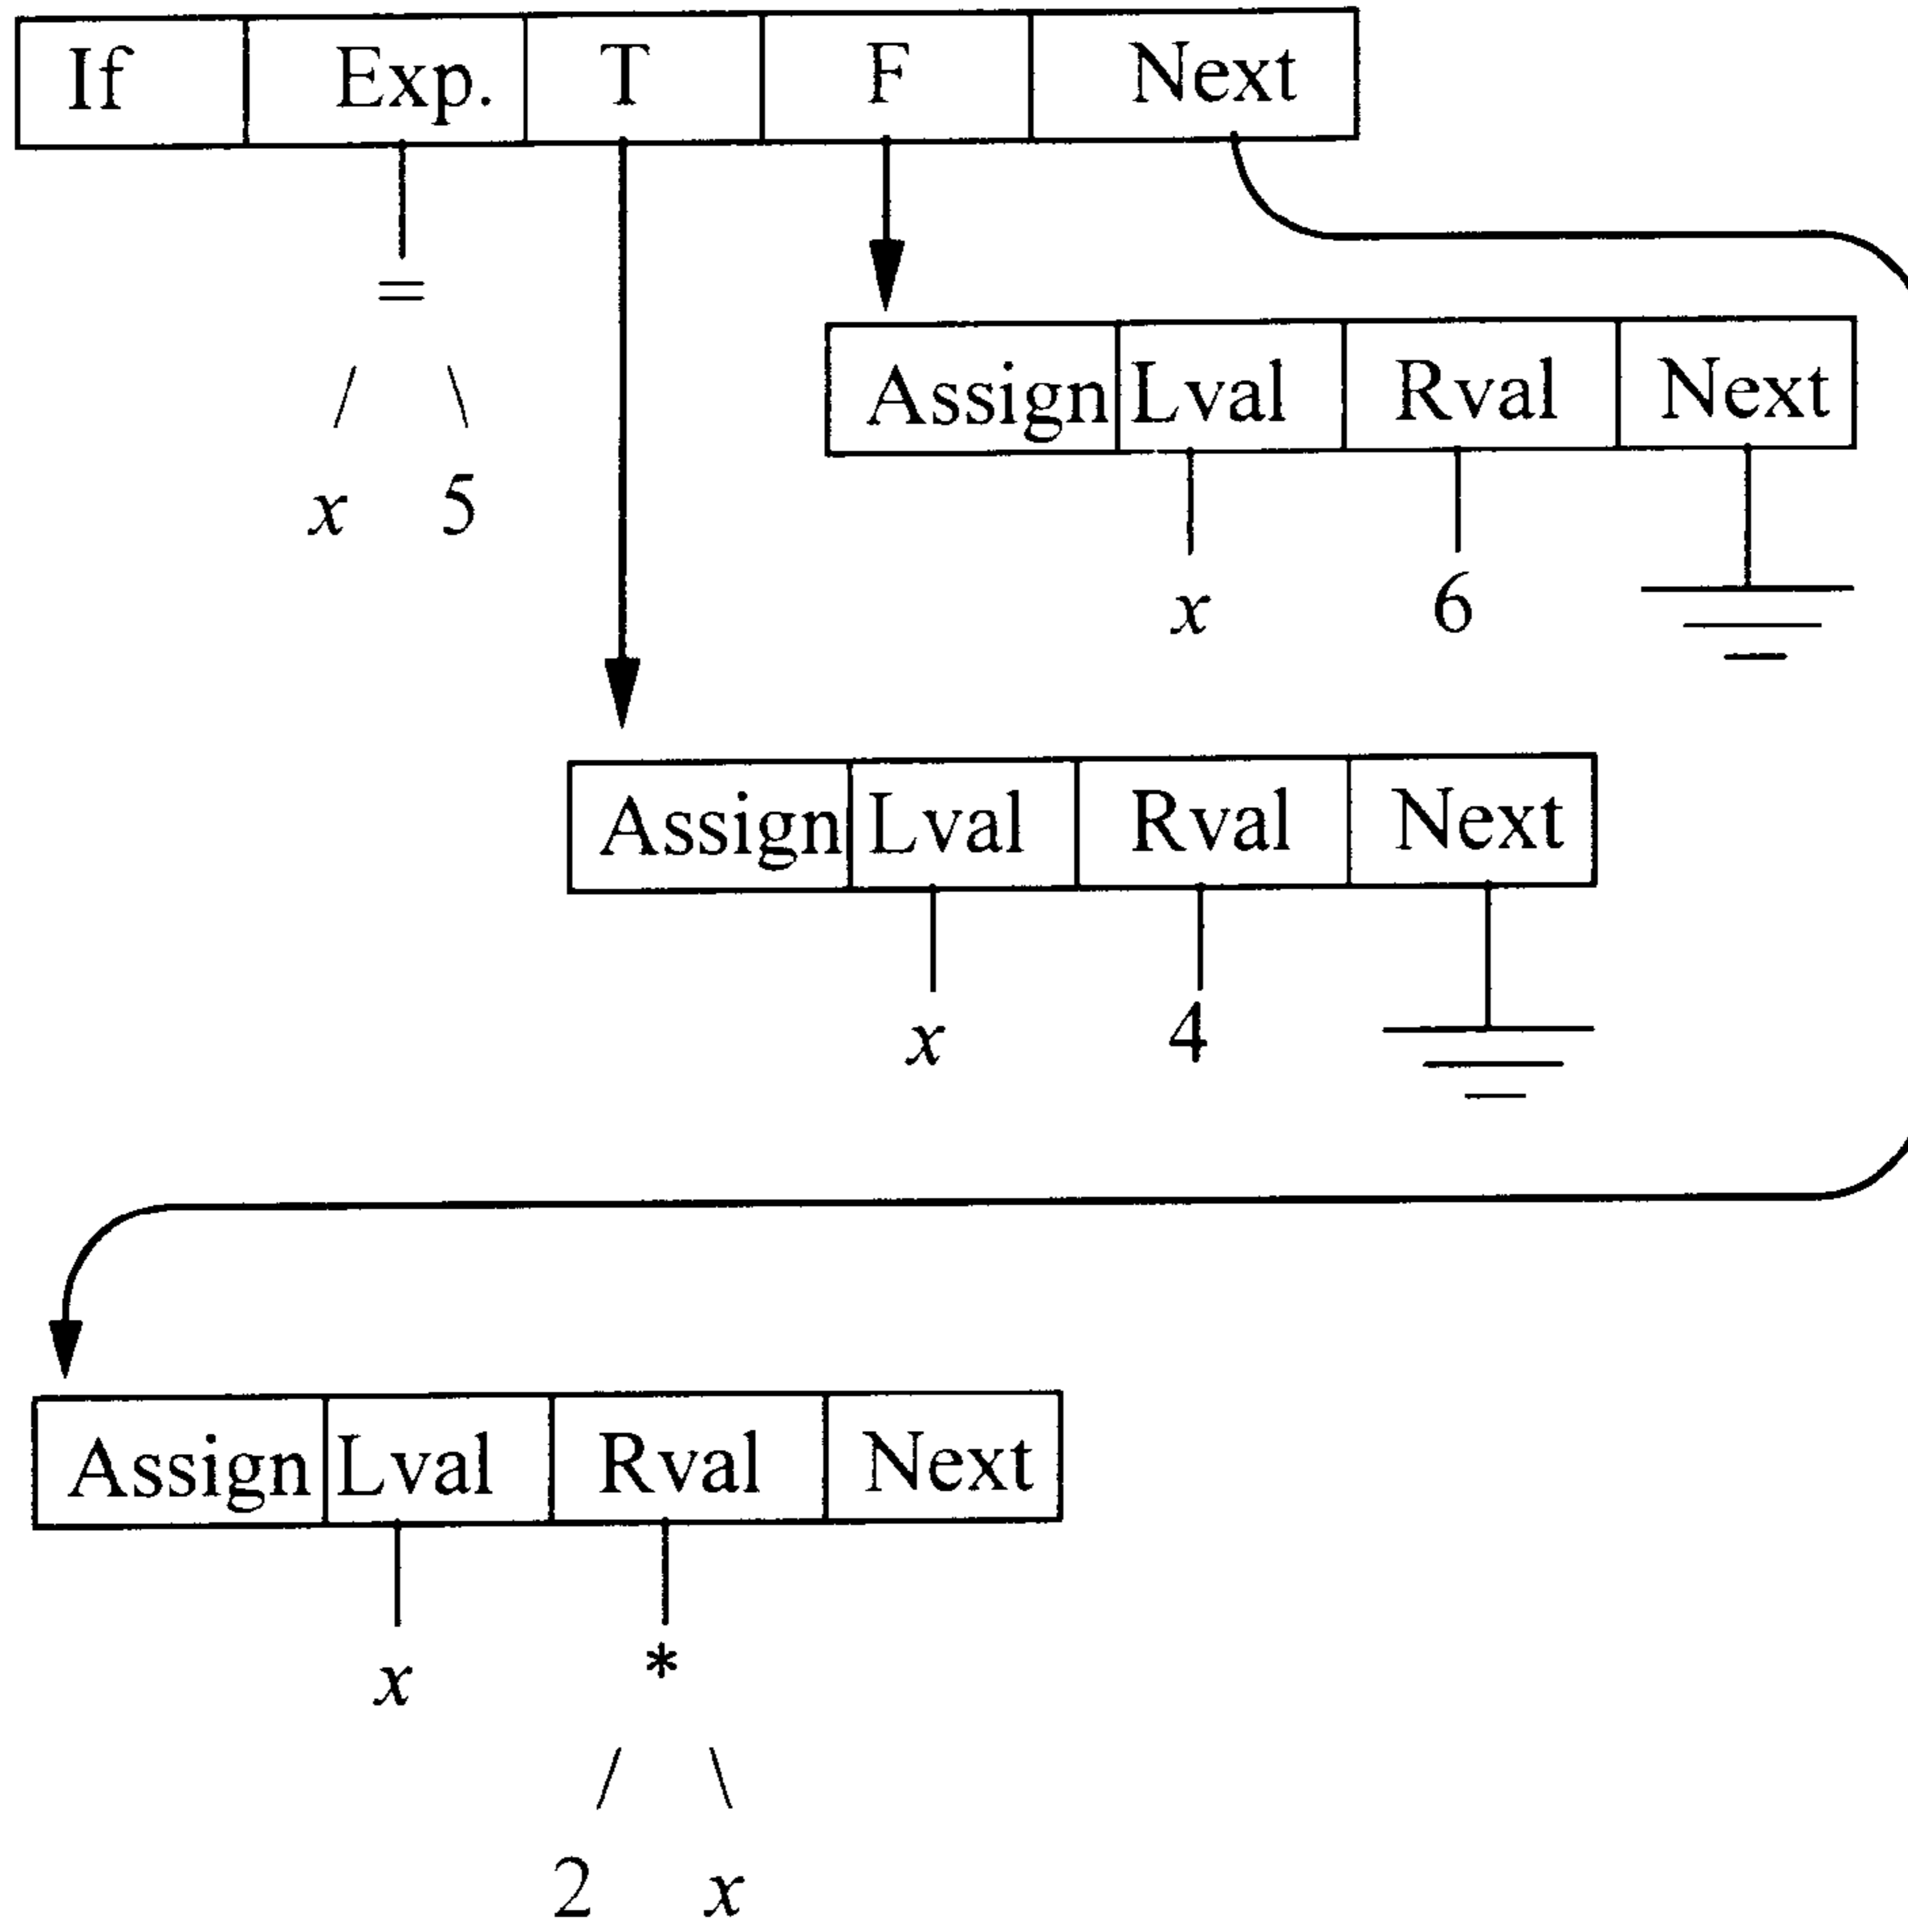 If Exp. T F Next
=
/ \
x 5
Assign Lval Rval Next
x 6
Assign Lval Rval Next
x 4
Assign Lval Rval Next
x *
/ \
2 x